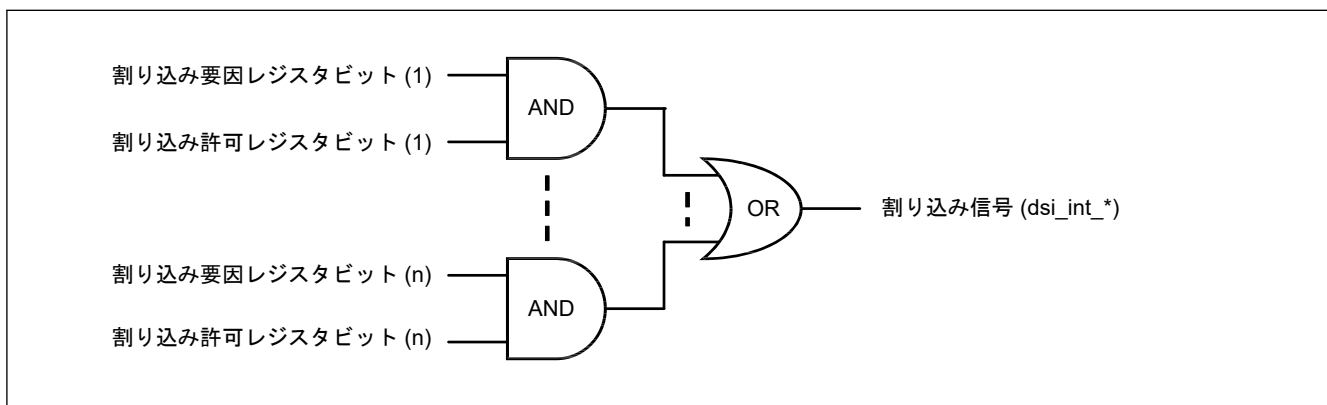 割り込み要因レジスタビット (1)
AND
割り込み許可レジスタビット (1)
OR
割り込み信号 (dsi_int_*)
割り込み要因レジスタビット (n)
AND
割り込み許可レジスタビット (n)